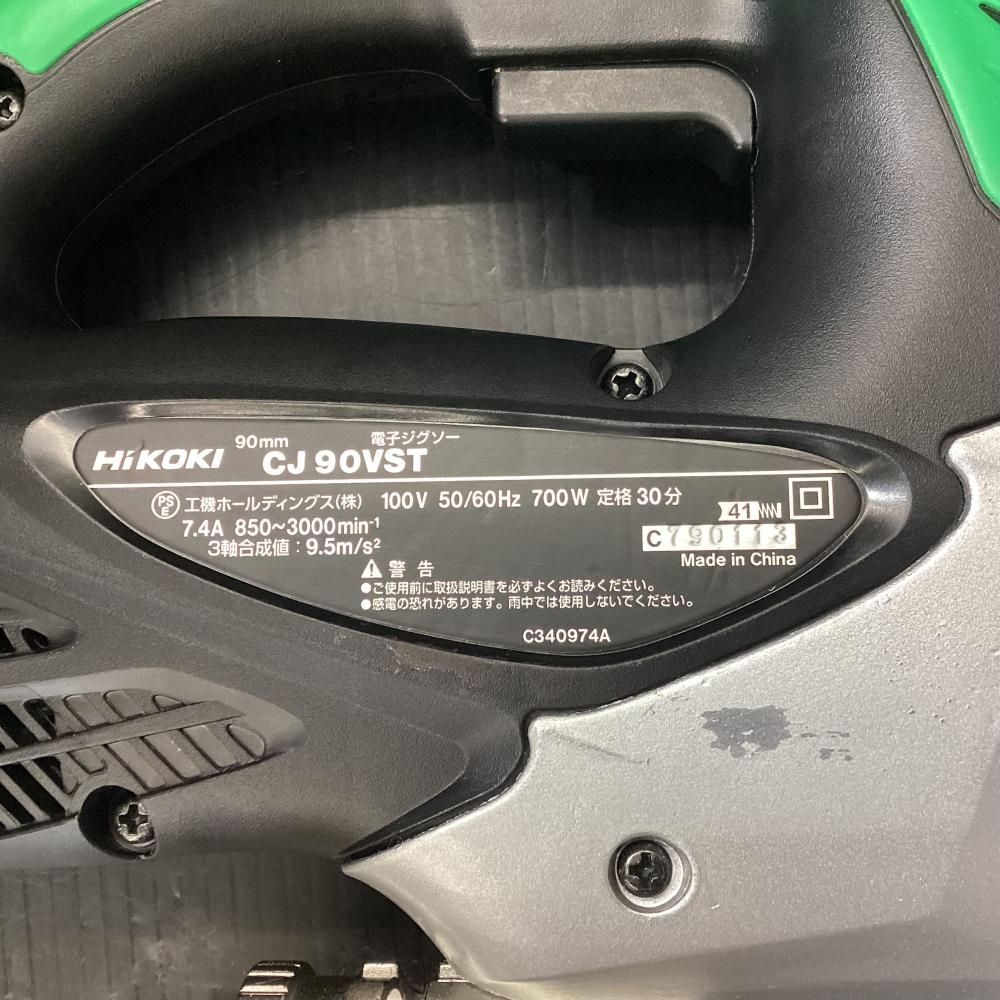 90mm 電子ジグソー
HiKOKI CJ 90VST
PSE 工機ホールディングス(株) 100V 50/60Hz 700W 定格 30分
7.4A 850~3000min⁻¹
3軸合成値:9.5m/s²
41
C790113
Made in China
警告
●ご使用前に取扱説明書を必ずよくお読みください。
●感電の恐れがあります。雨中では使用しないでください。
C340974A